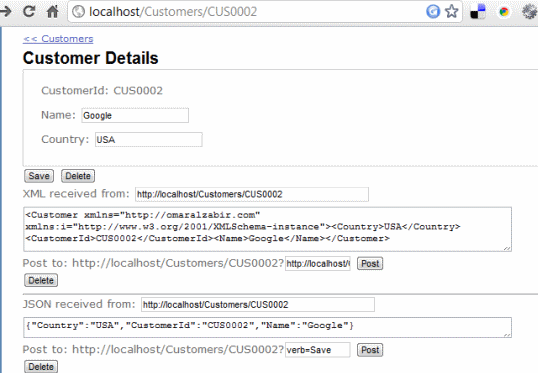 localhost/Customers/CUS0002
<< Customers
Customer Details
CustomerId: CUS0002
Name: Google
Country: USA
Save Delete
XML received from: http://localhost/Customers/CUS0002
<Customer xmlns="http://omaralzabir.com"
xmlns:i="http://www.w3.org/2001/XMLSchema-instance"><Country>USA</Country>
<CustomerId>CUS0002</CustomerId><Name>Google</Name></Customer>
Post to: http://localhost/Customers/CUS0002? http://localhost/ Post
Delete
JSON received from: http://localhost/Customers/CUS0002
{"Country":"USA","CustomerId":"CUS0002","Name":"Google"}
Post to: http://localhost/Customers/CUS0002? verb=Save Post
Delete